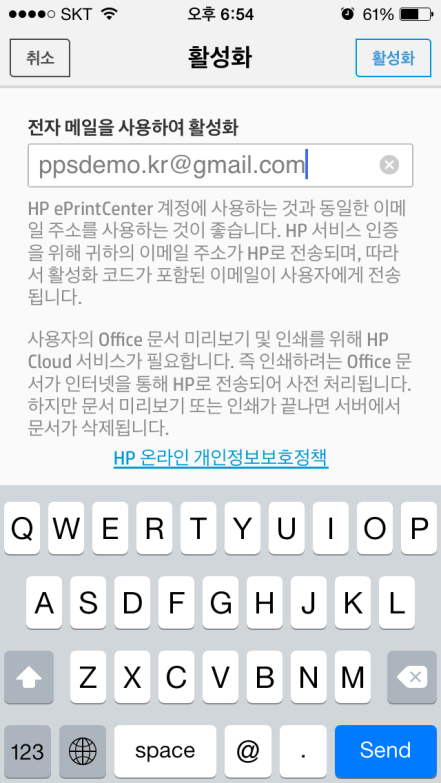 SKT 오후 6:54 61%
취소 활성화 활성화
전자 메일을 사용하여 활성화
ppsdemo.kr@gmail.com
HP ePrintCenter 계정에 사용하는 것과 동일한 이메
일 주소를 사용하는 것이 좋습니다. HP 서비스 인증
을 위해 귀하의 이메일 주소가 HP로 전송되며, 따라
서 활성화 코드가 포함된 이메일이 사용자에게 전송
됩니다.
사용자의 Office 문서 미리보기 및 인쇄를 위해 HP
Cloud 서비스가 필요합니다. 즉 인쇄하려는 Office 문
서가 인터넷을 통해 HP로 전송되어 사전 처리됩니다.
하지만 문서 미리보기 또는 인쇄가 끝나면 서버에서
문서가 삭제됩니다.
HP 온라인 개인정보보호정책
Q W E R T Y U I O P
A S D F G H J K L
Z X C V B N M
123 space @ . Send